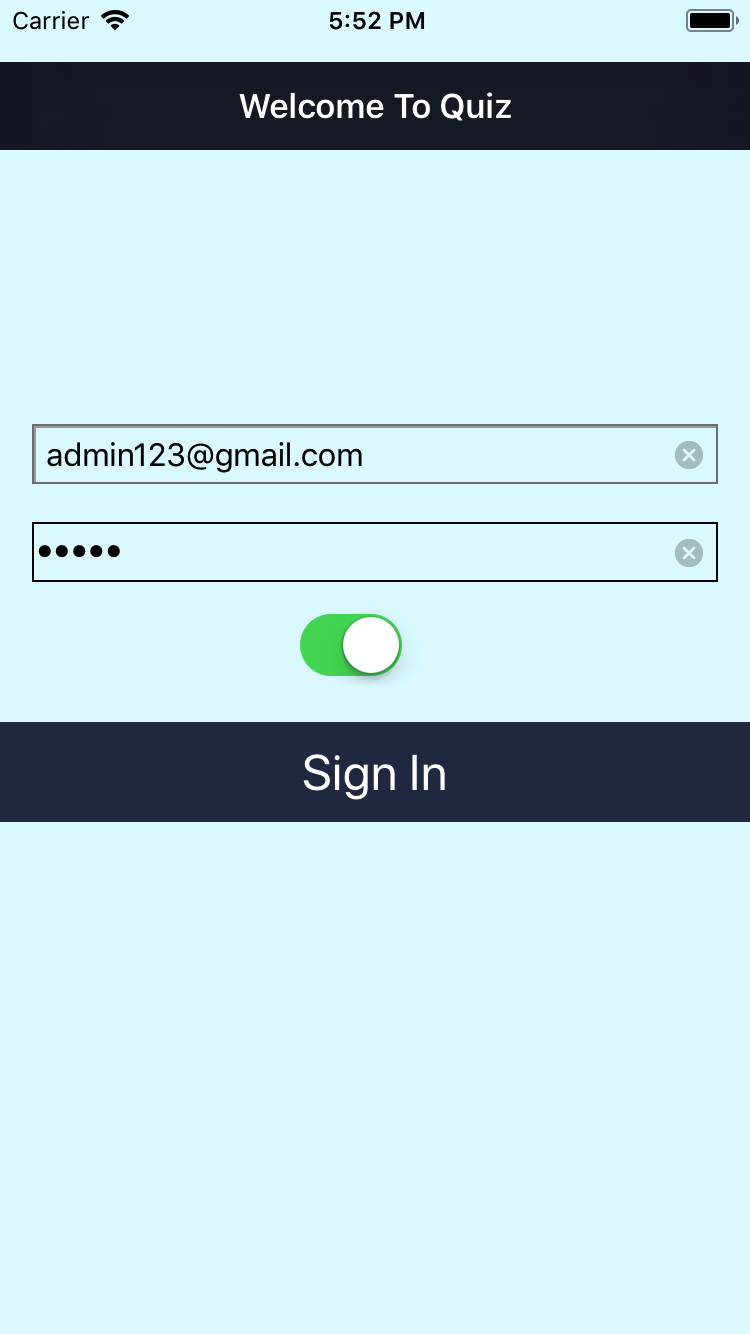 Carrier 5:52 PM
Welcome To Quiz
admin123@gmail.com
•••••
Sign In